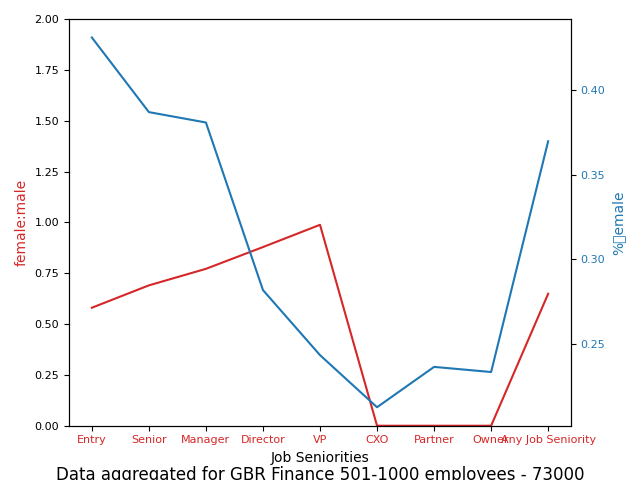 2.00
1.75
1.50
1.25
1.00
0.75
0.50
0.25
0.00
female:male
0.40
0.35
0.30
0.25
%▯emale
Entry Senior Manager Director VP CXO Partner Owner Any Job Seniority
Job Seniorities
Data aggregated for GBR Finance 501-1000 employees - 73000